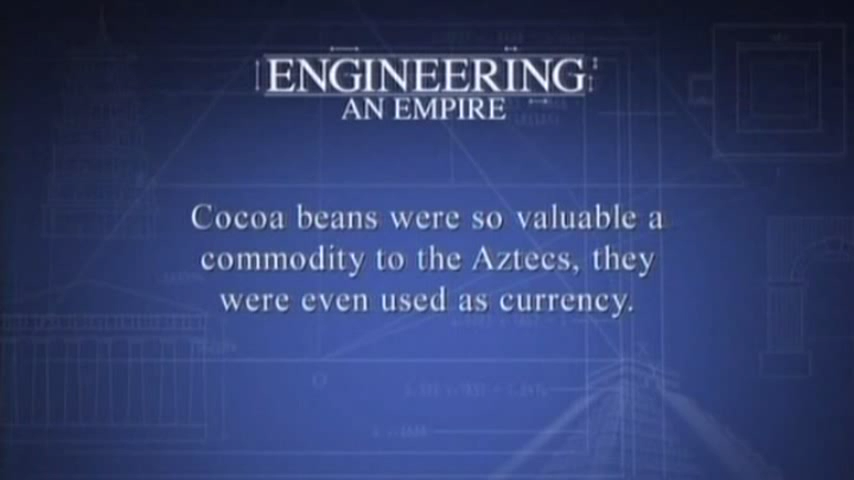 ENGINEERING
AN EMPIRE
Cocoa beans were so valuable a
commodity to the Aztecs, they
were even used as currency.